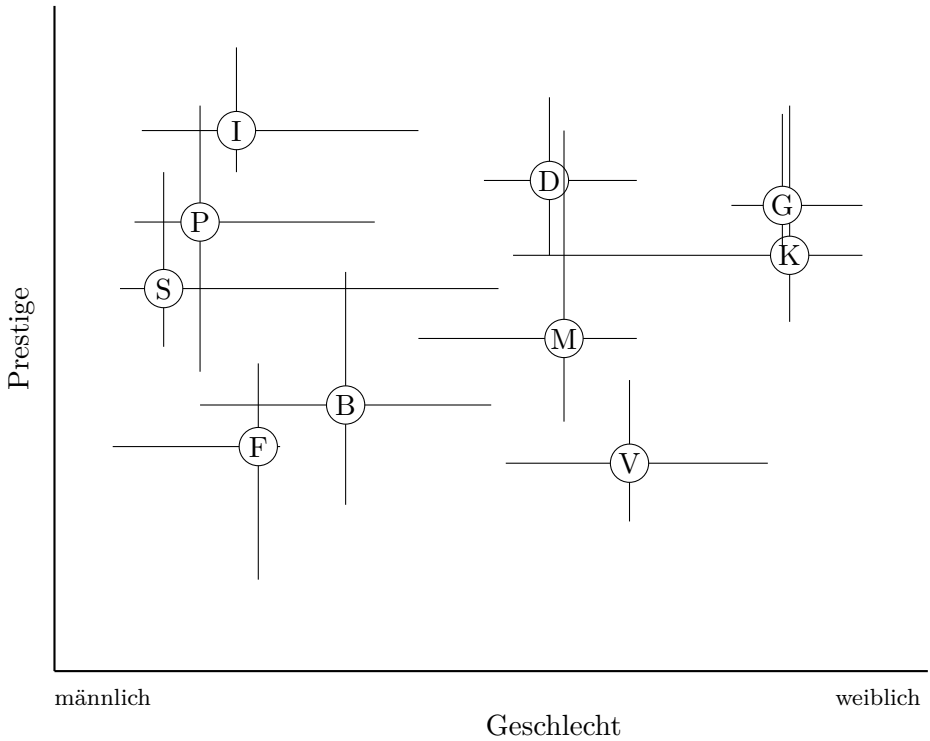 I
D
G
P
K
S
M
B
F
V
Prestige
männlich
weiblich
Geschlecht